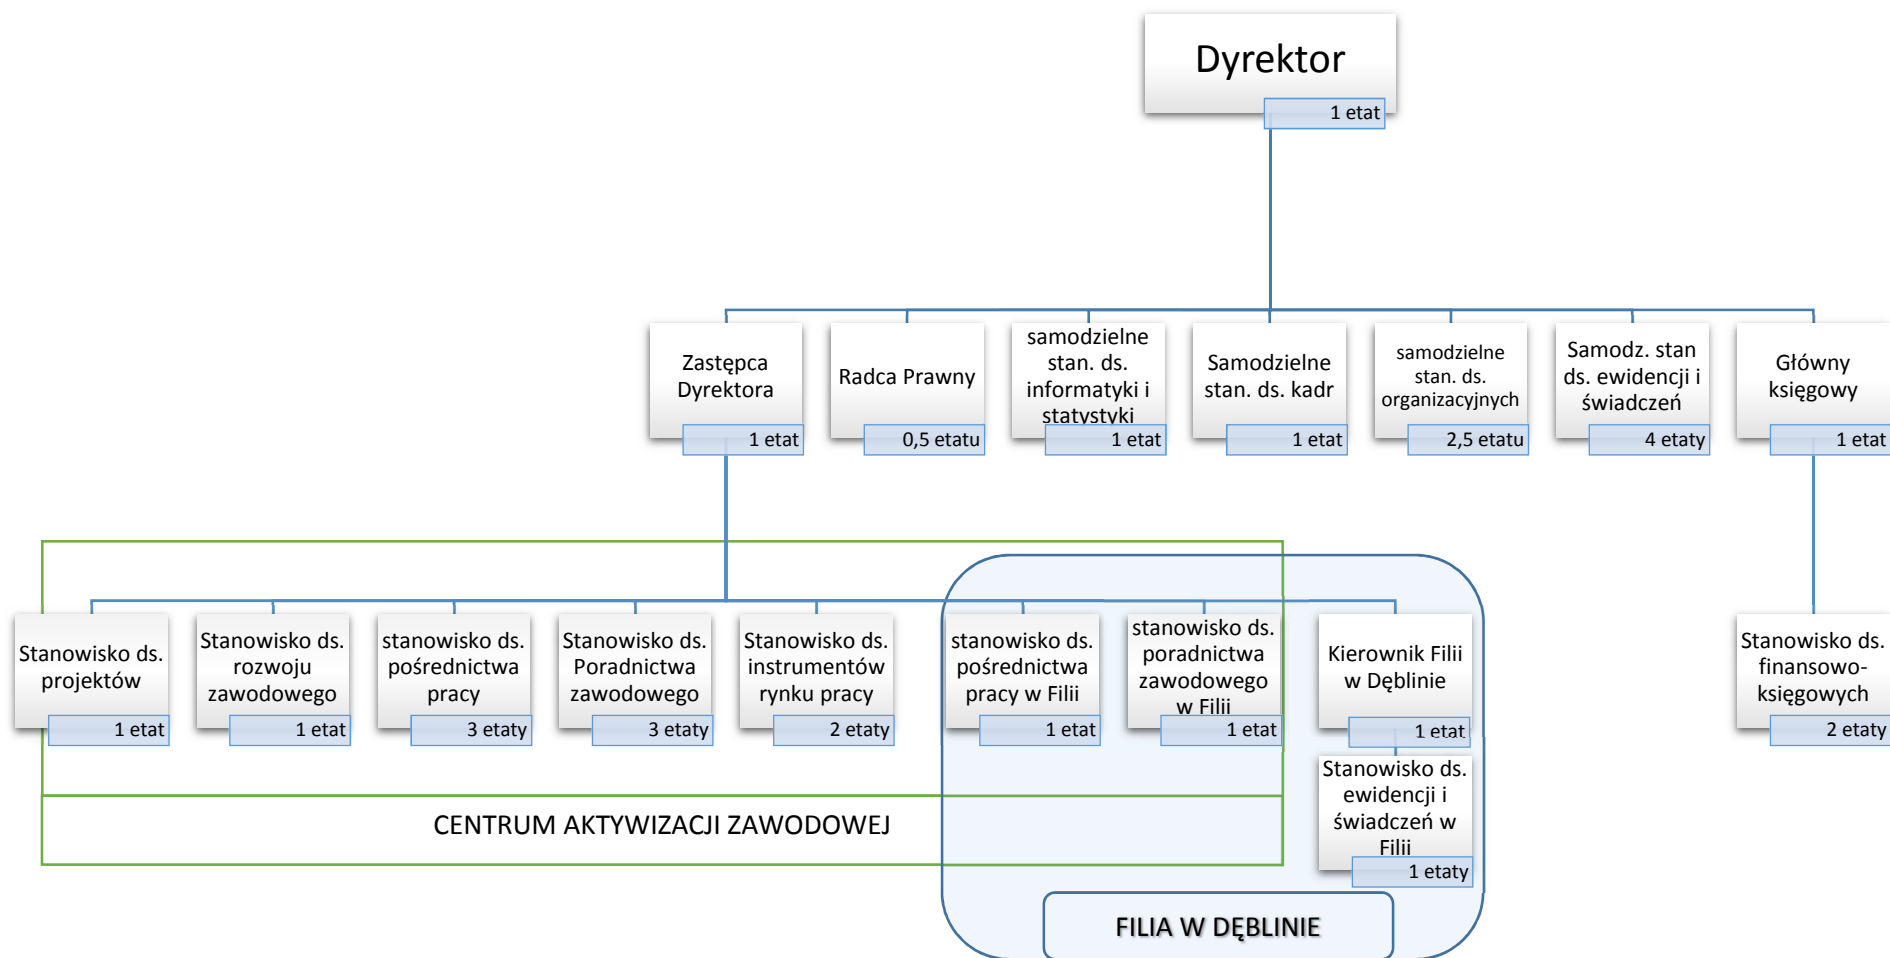 Dyrektor
1 etat
Zastępca
Dyrektora
1 etat
Radca Prawny
0,5 etatu
samodzielne
stan. ds.
informatyki i
statystyki
1 etat
Samodzielne
stan. ds. kadr
1 etat
samodzielne
stan. ds.
organizacyjnych
2,5 etatu
Samodz. stan
ds. ewidencji i
świadczeń
4 etaty
Główny
księgowy
1 etat
Stanowisko ds.
projektów
1 etat
Stanowisko ds.
rozwoju
zawodowego
1 etat
stanowisko ds.
pośrednictwa
pracy
3 etaty
Stanowisko ds.
Poradnictwa
zawodowego
3 etaty
Stanowisko ds.
instrumentów
rynku pracy
2 etaty
stanowisko ds.
pośrednictwa
pracy w Filii
1 etat
stanowisko ds.
poradnictwa
zawodowego
w Filii
1 etat
Kierownik Filii
w Dęblinie
1 etat
Stanowisko ds.
finansowo-
księgowych
2 etaty
Stanowisko ds.
ewidencji i
świadczeń w
Filii
1 etaty
CENTRUM AKTYWIZACJI ZAWODOWEJ
FILIA W DĘBLINIE